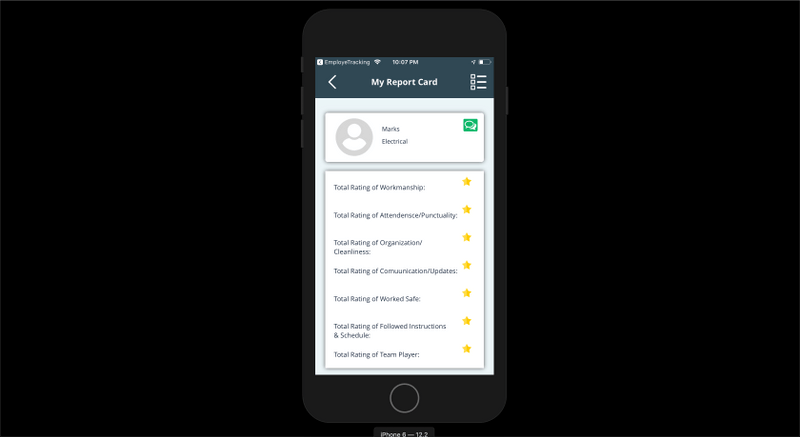 EmployeTracking
10:07 PM
My Report Card
Marks
Electrical
Total Rating of Workmanship:
Total Rating of Attendensce/Punctuality:
Total Rating of Organization/
Cleanliness:
Total Rating of Comuunication/Updates:
Total Rating of Worked Safe:
Total Rating of Followed Instructions
& Schedule:
Total Rating of Team Player:
iPhone 6 — 12.2